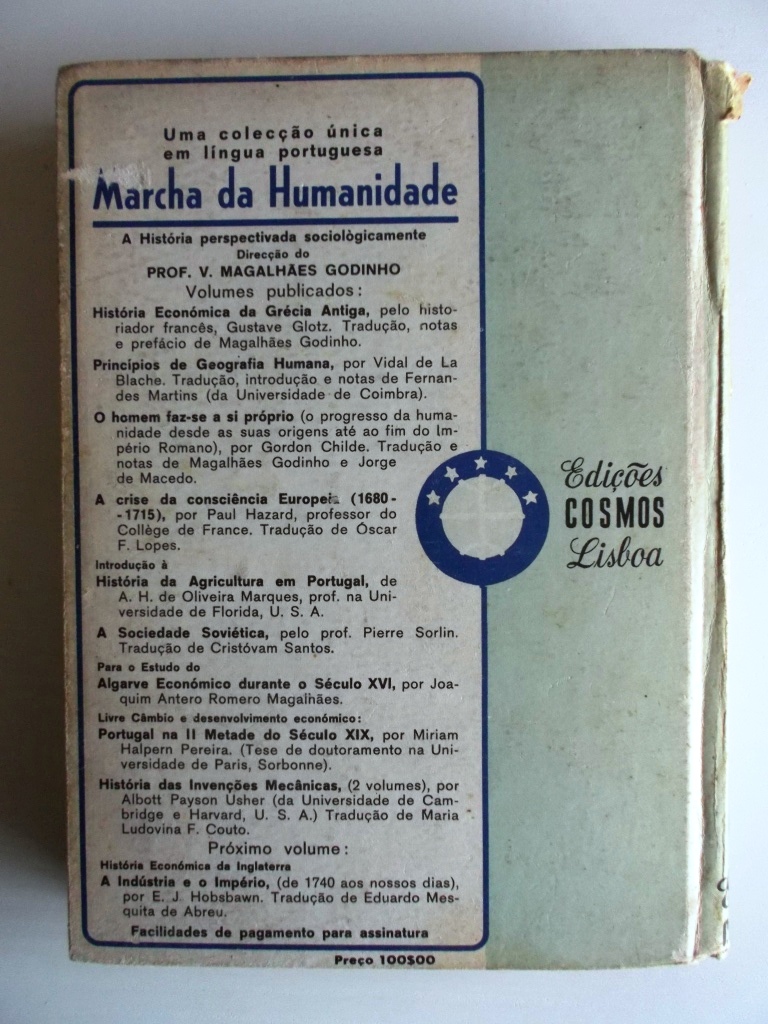 Uma colecção única
em língua portuguesa
Marcha da Humanidade
A História perspectivada sociològicamente
Direcção do
PROF. V. MAGALHÃES GODINHO
Volumes publicados:
História Económica da Grécia Antiga, pelo histo-
riador francês, Gustave Glotz. Tradução, notas
e prefácio de Magalhães Godinho.
Princípios de Geografia Humana, por Vidal de La
Blache. Tradução, introdução e notas de Fernan-
des Martins (da Universidade de Coimbra).
O homem faz-se a si próprio (o progresso da huma-
nidade desde as suas origens até ao fim do Im-
pério Romano), por Gordon Childe. Tradução e
notas de Magalhães Godinho e Jorge
de Macedo.
A crise da consciência Europeia (1680-
-1715), por Paul Hazard, professor do
Collège de France. Tradução de Óscar
F. Lopes.
Introdução à
História da Agricultura em Portugal, de
A. H. de Oliveira Marques, prof. na Uni-
versidade de Florida, U. S. A.
A Sociedade Soviética, pelo prof. Pierre Sorlin.
Tradução de Cristóvam Santos.
Para o Estudo do
Algarve Económico durante o Século XVI, por Joa-
quim Antero Romero Magalhães.
Livre Câmbio e desenvolvimento económico:
Portugal na II Metade do Século XIX, por Miriam
Halpern Pereira. (Tese de doutoramento na Uni-
versidade de Paris, Sorbonne).
História das Invenções Mecânicas, (2 volumes), por
Albott Payson Usher (da Universidade de Cam-
bridge e Harvard, U. S. A.) Tradução de Maria
Ludovina F. Couto.
Próximo volume:
História Económica da Inglaterra
A Indústria e o Império, (de 1740 aos nossos dias),
por E. J. Hobsbawn. Tradução de Eduardo Mes-
quita de Abreu.
Facilidades de pagamento para assinatura
Preço 100$00
Edições
COSMOS
Lisboa